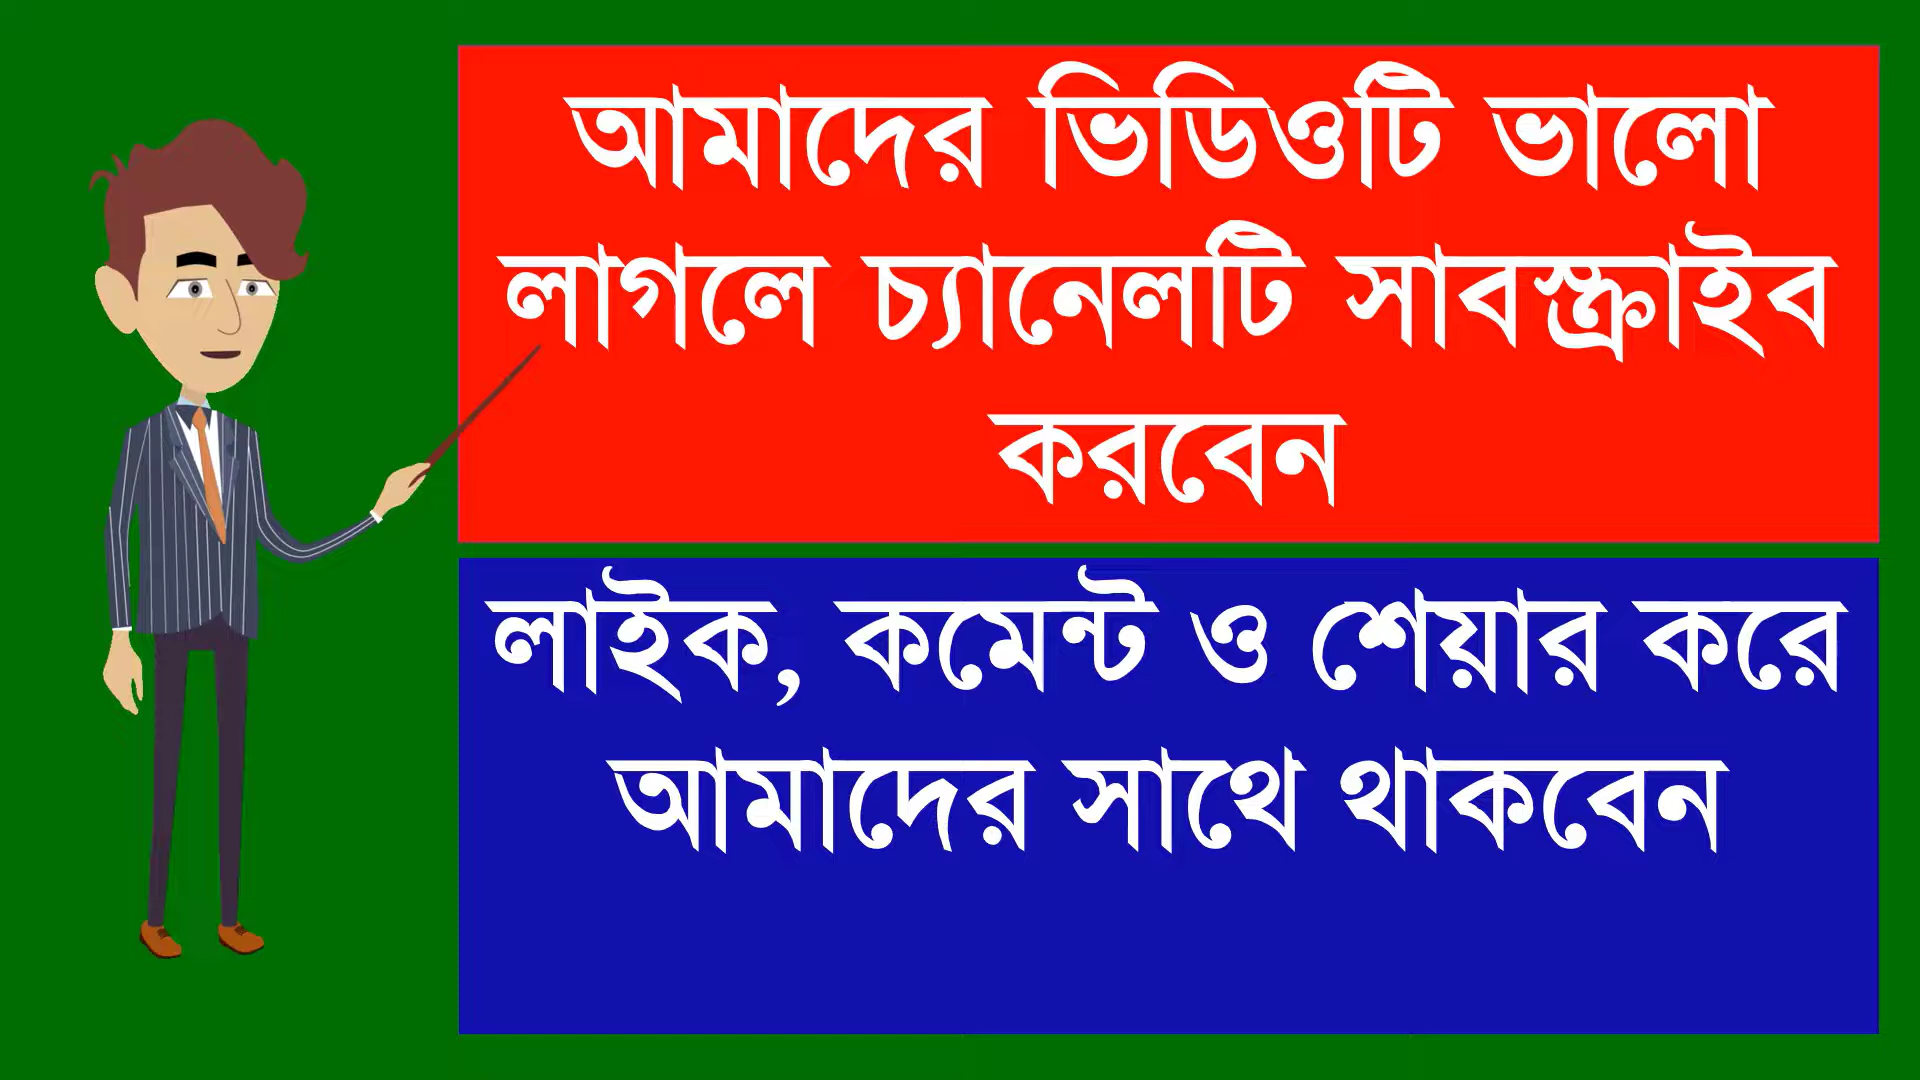 আমাদের ভিডিওটি ভালো
লাগলে চ্যানেলটি সাবস্ক্রাইব
করবেন
লাইক, কমেন্ট ও শেয়ার করে
আমাদের সাথে থাকবেন